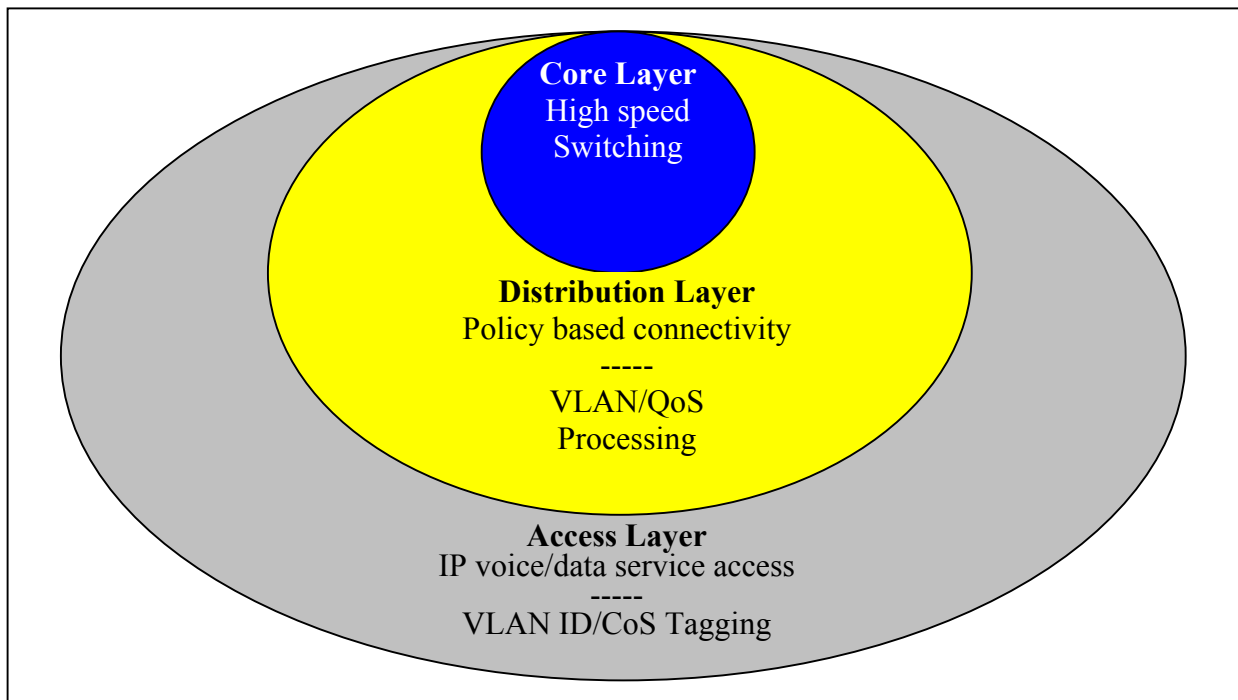 Core Layer
High speed
Switching
Distribution Layer
Policy based connectivity
-----
VLAN/QoS
Processing
Access Layer
IP voice/data service access
-----
VLAN ID/CoS Tagging